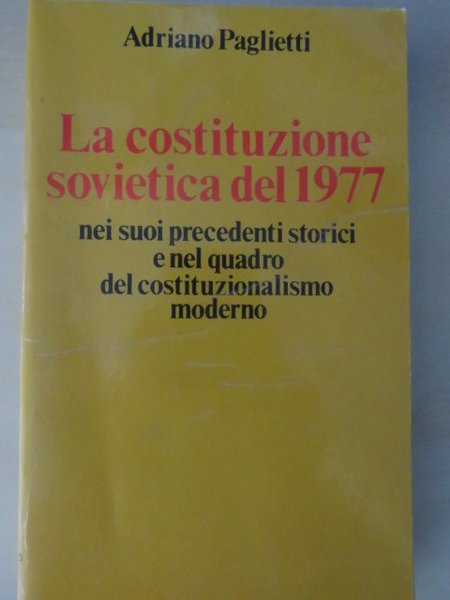 Adriano Paglietti
La costituzione
sovietica del 1977
nei suoi precedenti storici
e nel quadro
del costituzionalismo
moderno